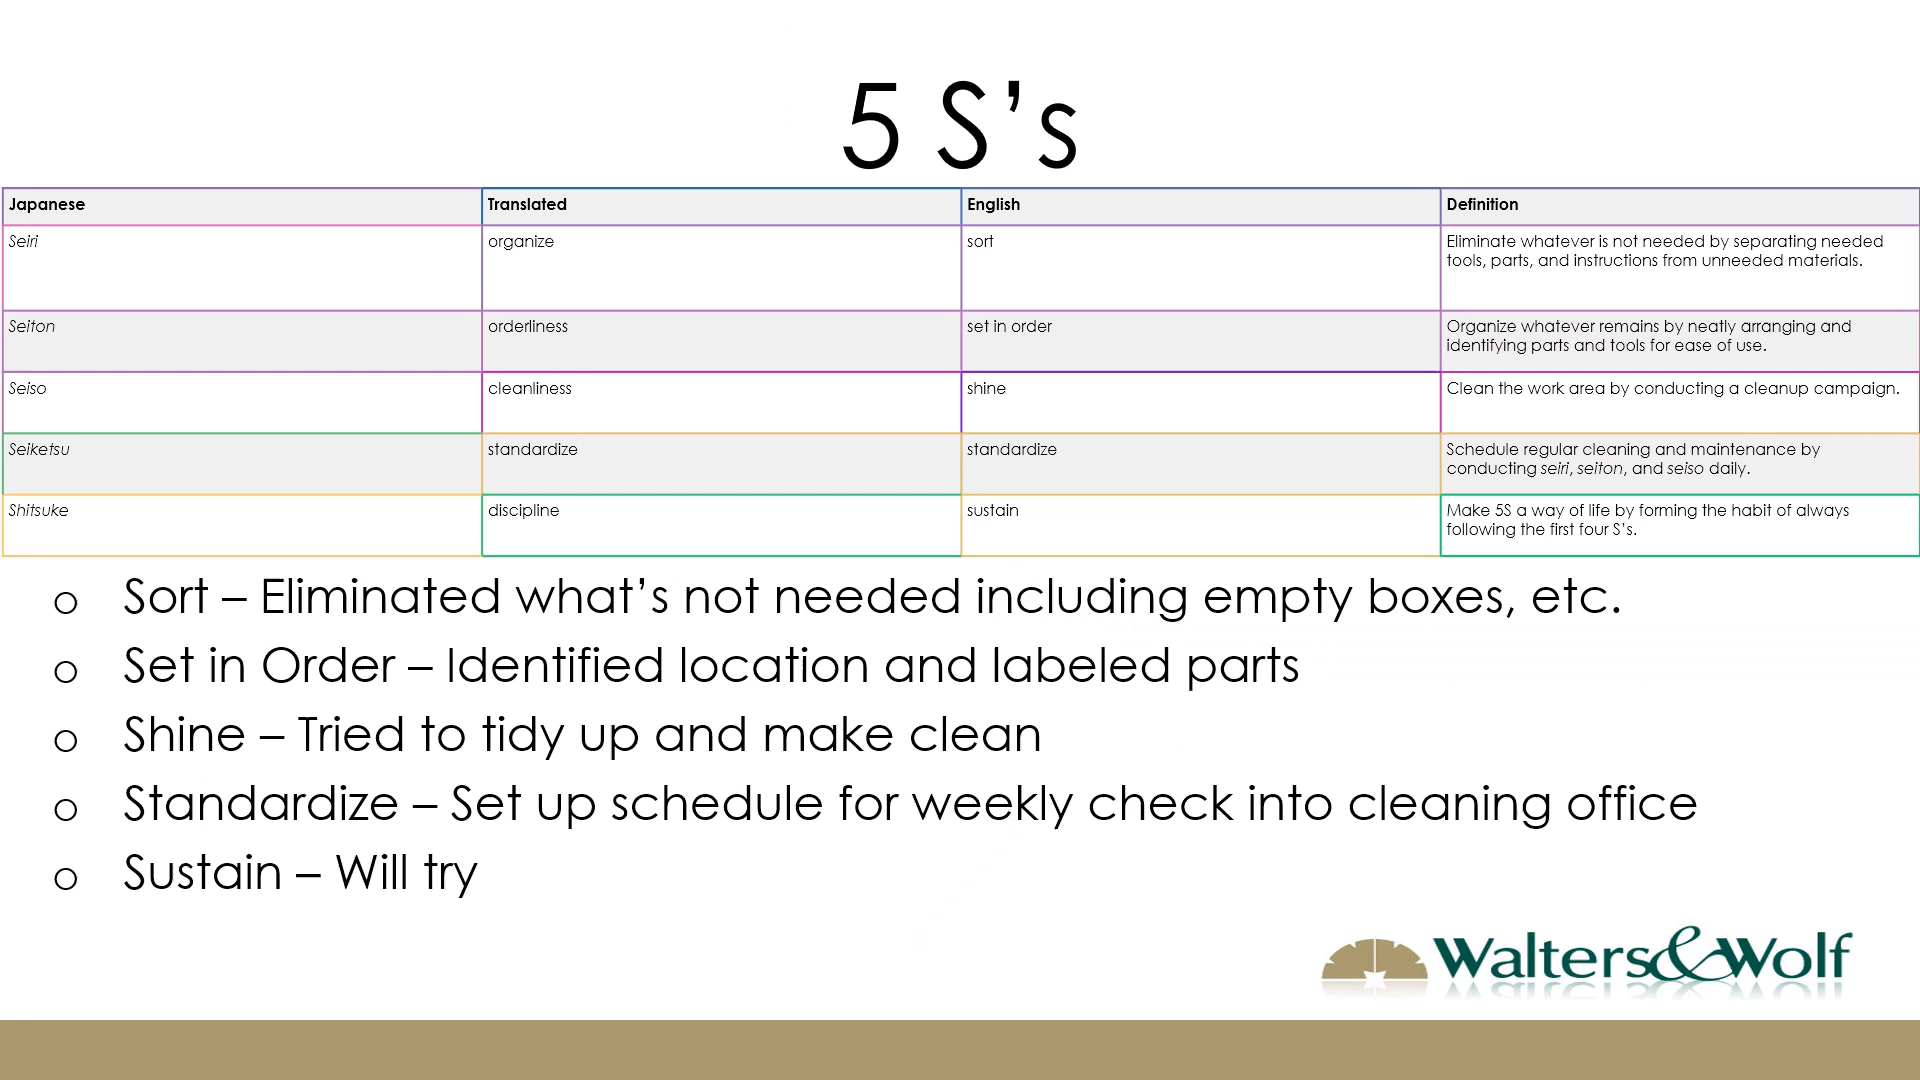 5 S’s
Japanese Translated English Definition
Seiri organize sort Eliminate whatever is not needed by separating needed
tools, parts, and instructions from unneeded materials.
Seiton orderliness set in order Organize whatever remains by neatly arranging and
identifying parts and tools for ease of use.
Seiso cleanliness shine Clean the work area by conducting a cleanup campaign.
Seiketsu standardize standardize Schedule regular cleaning and maintenance by
conducting seiri, seiton, and seiso daily.
Shitsuke discipline sustain Make 5S a way of life by forming the habit of always
following the first four S’s.
o Sort – Eliminated what’s not needed including empty boxes, etc.
o Set in Order – Identified location and labeled parts
o Shine – Tried to tidy up and make clean
o Standardize – Set up schedule for weekly check into cleaning office
o Sustain – Will try
Walters&Wolf